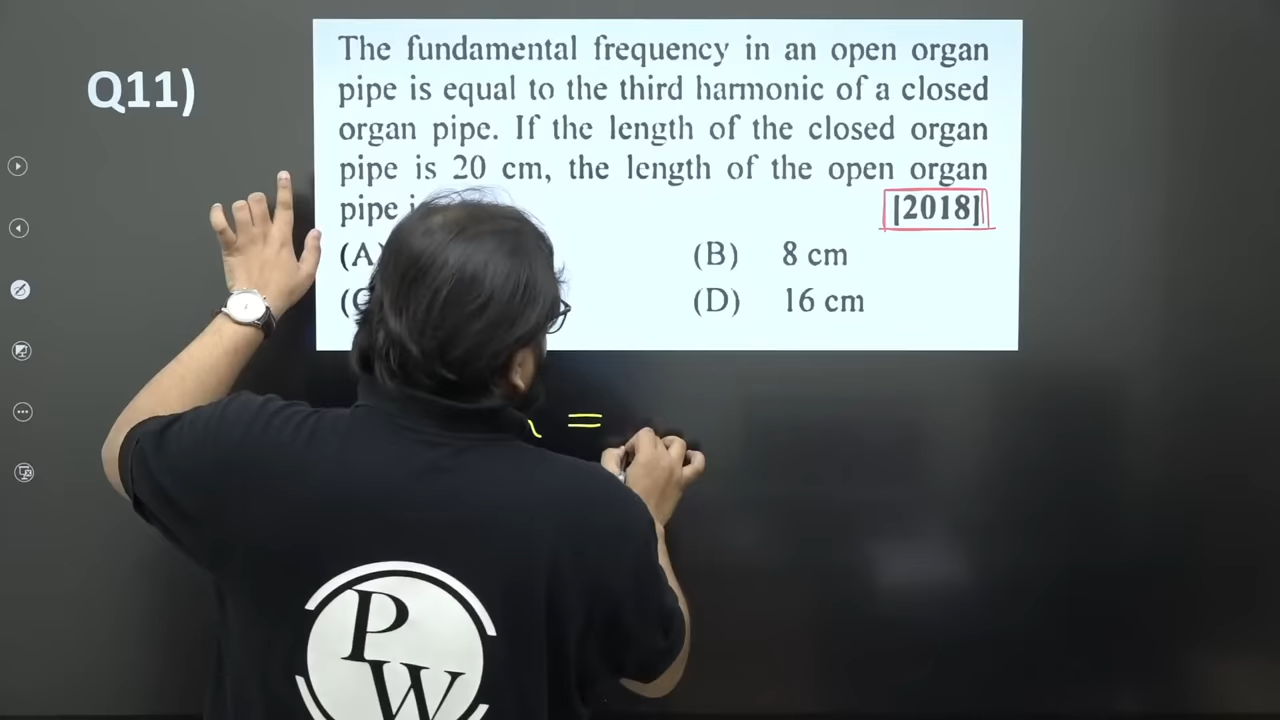 Q11)
The fundamental frequency in an open organ
pipe is equal to the third harmonic of a closed
organ pipe. If the length of the closed organ
pipe is 20 cm, the length of the open organ
pipe [2018]
(A) (B) 8 cm
(D) 16 cm
=
PW